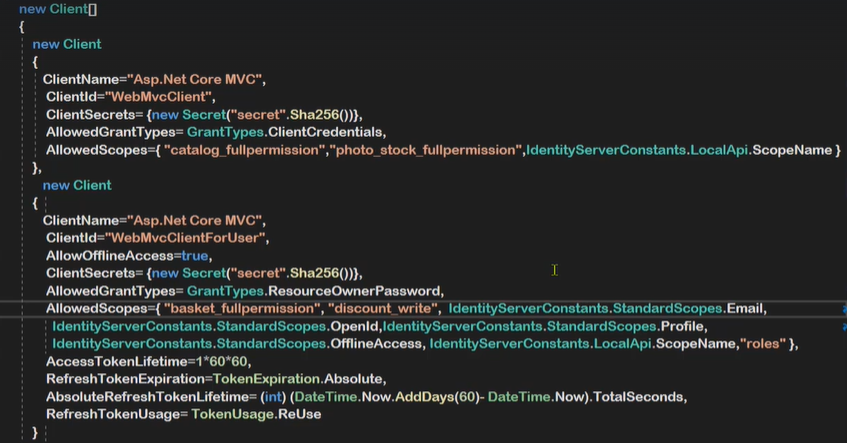 new Client[]
{
new Client
{
ClientName="Asp.Net Core MVC",
ClientId="WebMvcClient",
ClientSecrets= {new Secret("secret".Sha256())},
AllowedGrantTypes= GrantTypes.ClientCredentials,
AllowedScopes={ "catalog_fullpermission","photo_stock_fullpermission",IdentityServerConstants.LocalApi.ScopeName }
},
new Client
{
ClientName="Asp.Net Core MVC",
ClientId="WebMvcClientForUser",
AllowOfflineAccess=true,
ClientSecrets= {new Secret("secret".Sha256())},
AllowedGrantTypes= GrantTypes.ResourceOwnerPassword,
AllowedScopes={ "basket_fullpermission", "discount_write", IdentityServerConstants.StandardScopes.Email,
IdentityServerConstants.StandardScopes.OpenId,IdentityServerConstants.StandardScopes.Profile,
IdentityServerConstants.StandardScopes.OfflineAccess, IdentityServerConstants.LocalApi.ScopeName,"roles" },
AccessTokenLifetime=1*60*60,
RefreshTokenExpiration=TokenExpiration.Absolute,
AbsoluteRefreshTokenLifetime= (int) (DateTime.Now.AddDays(60)- DateTime.Now).TotalSeconds,
RefreshTokenUsage= TokenUsage.ReUse
}